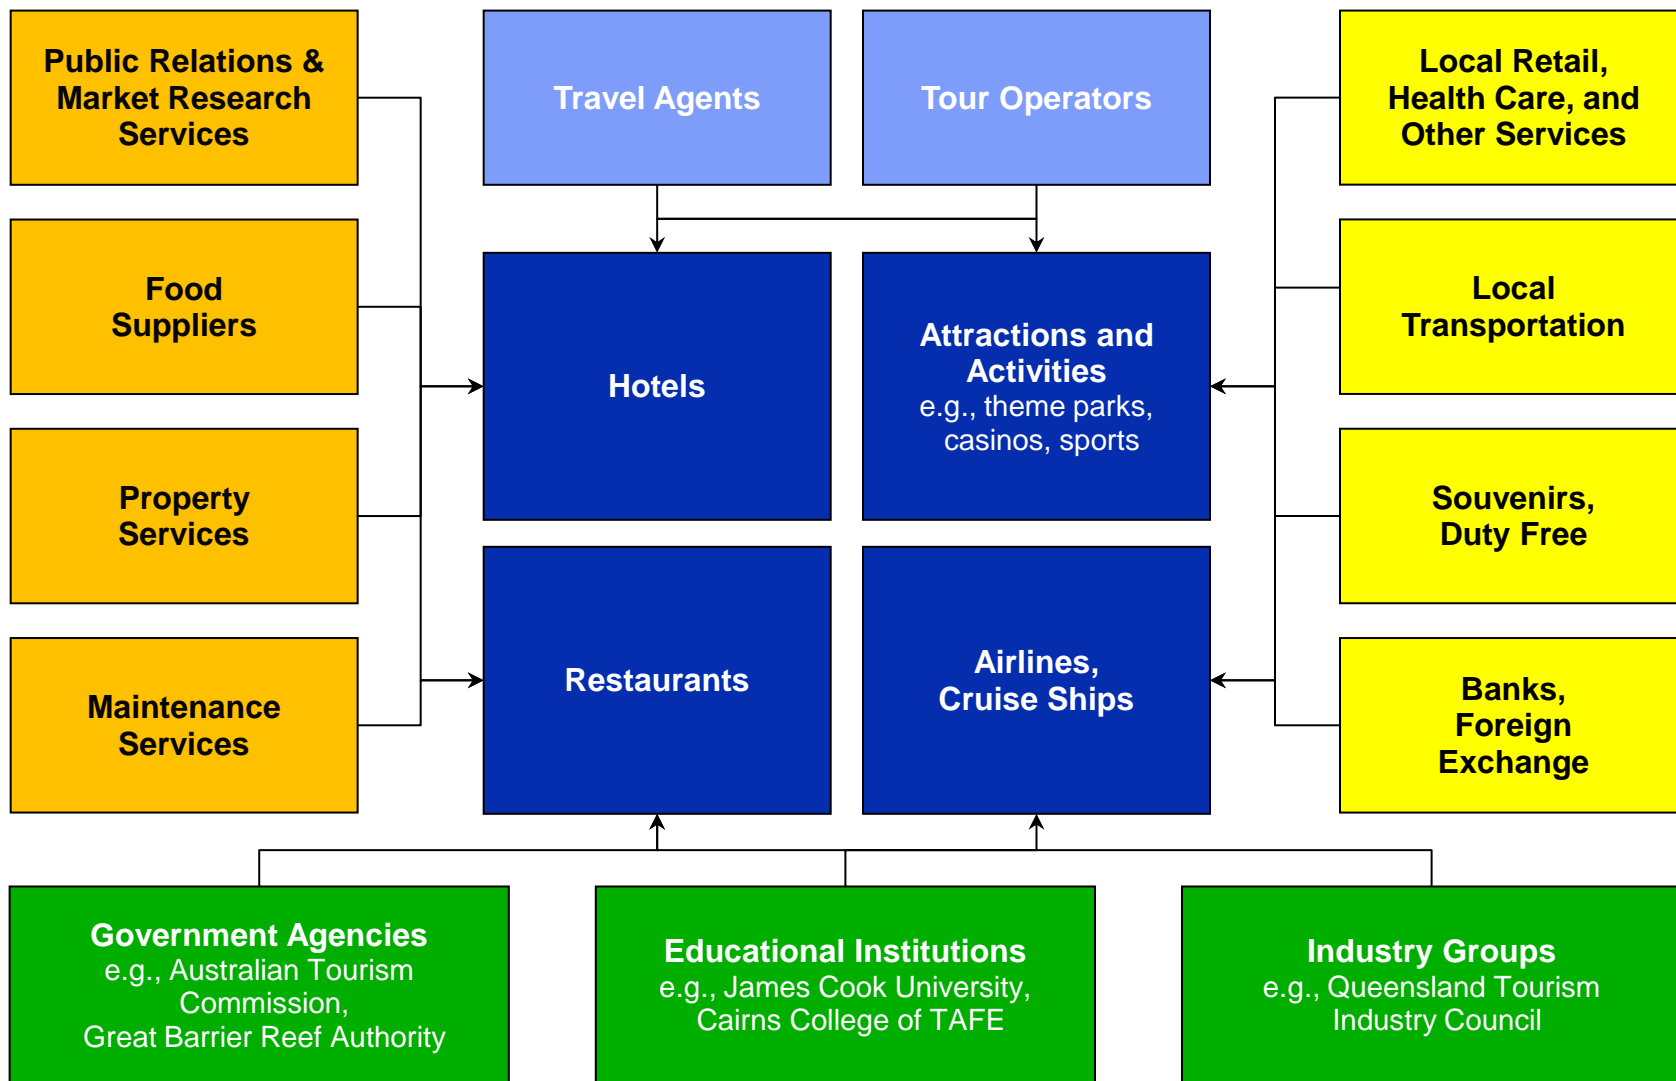 Public Relations &
Market Research
Services
Travel Agents
Tour Operators
Local Retail,
Health Care, and
Other Services
Food
Suppliers
Hotels
Attractions and
Activities
e.g., theme parks,
casinos, sports
Local
Transportation
Property
Services
Souvenirs,
Duty Free
Maintenance
Services
Restaurants
Airlines,
Cruise Ships
Banks,
Foreign
Exchange
Government Agencies
e.g., Australian Tourism
Commission,
Great Barrier Reef Authority
Educational Institutions
e.g., James Cook University,
Cairns College of TAFE
Industry Groups
e.g., Queensland Tourism
Industry Council